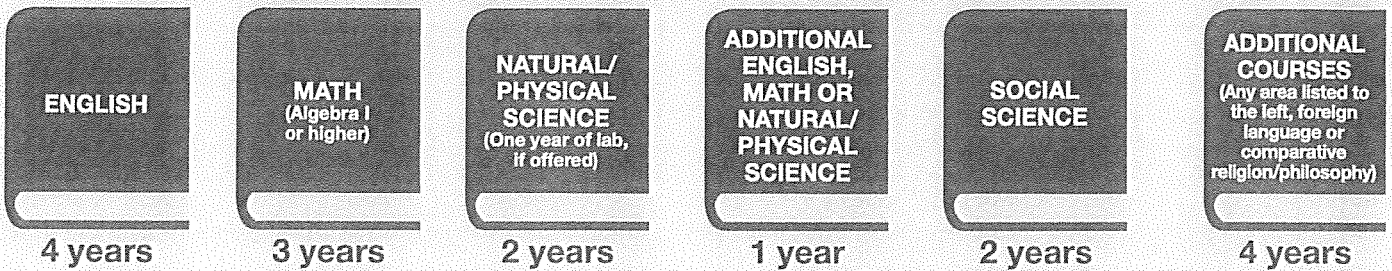 ENGLISH
4 years
MATH
(Algebra I
or higher)
3 years
NATURAL/
PHYSICAL
SCIENCE
(One year of lab,
if offered)
2 years
ADDITIONAL
ENGLISH,
MATH OR
NATURAL/
PHYSICAL
SCIENCE
1 year
SOCIAL
SCIENCE
2 years
ADDITIONAL
COURSES
(Any area listed to
the left, foreign
language or
comparative
religion/philosophy)
4 years